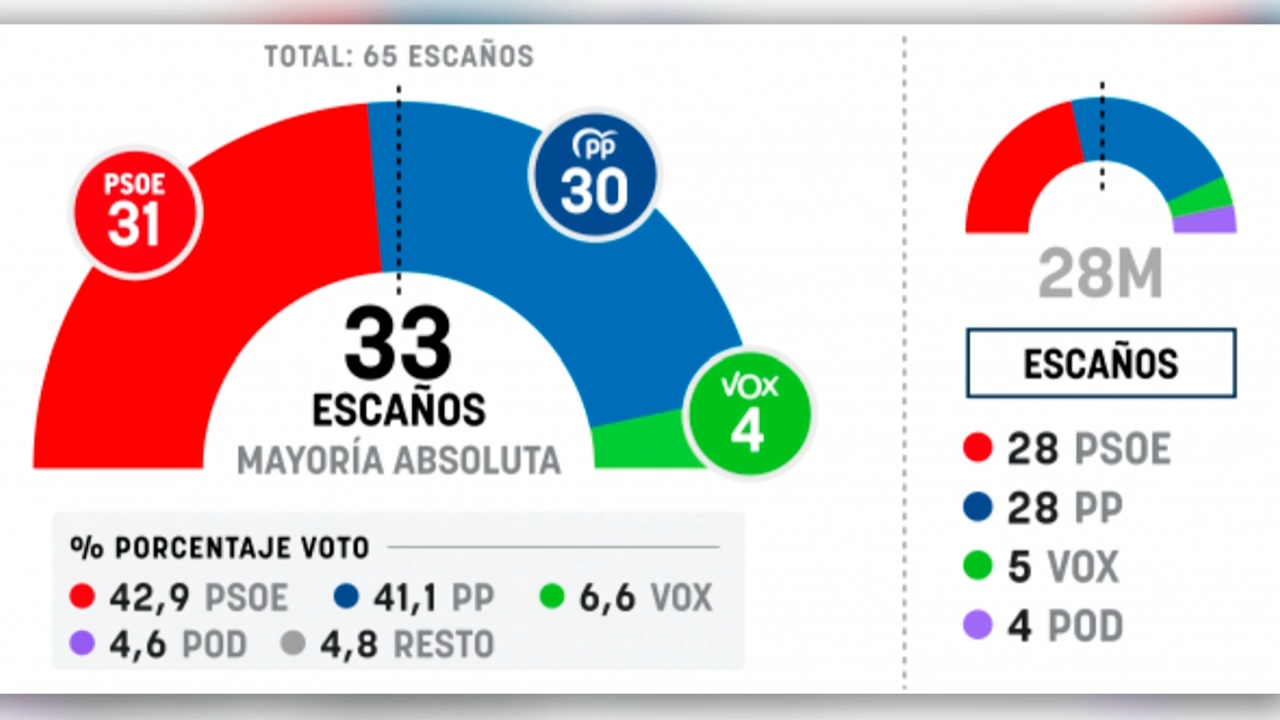 TOTAL: 65 ESCAÑOS
PSOE
31
PP
30
VOX
4
33
ESCAÑOS
MAYORÍA ABSOLUTA
% PORCENTAJE VOTO
42,9 PSOE 41,1 PP 6,6 VOX
4,6 POD 4,8 RESTO
28M
ESCAÑOS
28 PSOE
28 PP
5 VOX
4 POD